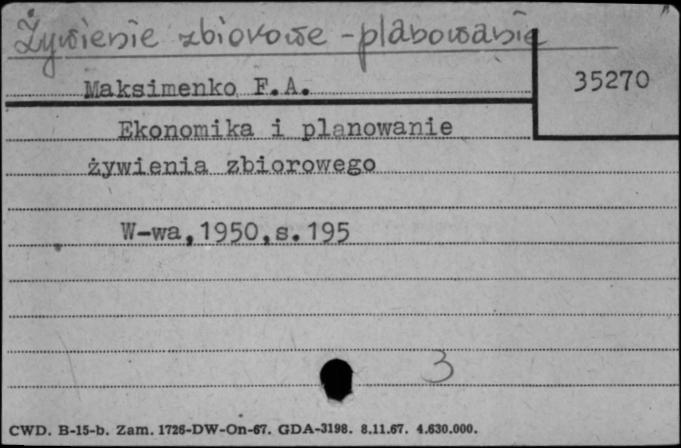 Żywienie zbiorowe - planowanie
35270
Maksimenko F.A.
Ekonomika i planowanie
żywienia zbiorowego
W-wa,1950,s.195
3
CWD. B-15-b. Zam. 1726-DW-On-67. GDA-3198. 8.11.67. 4.630.000.